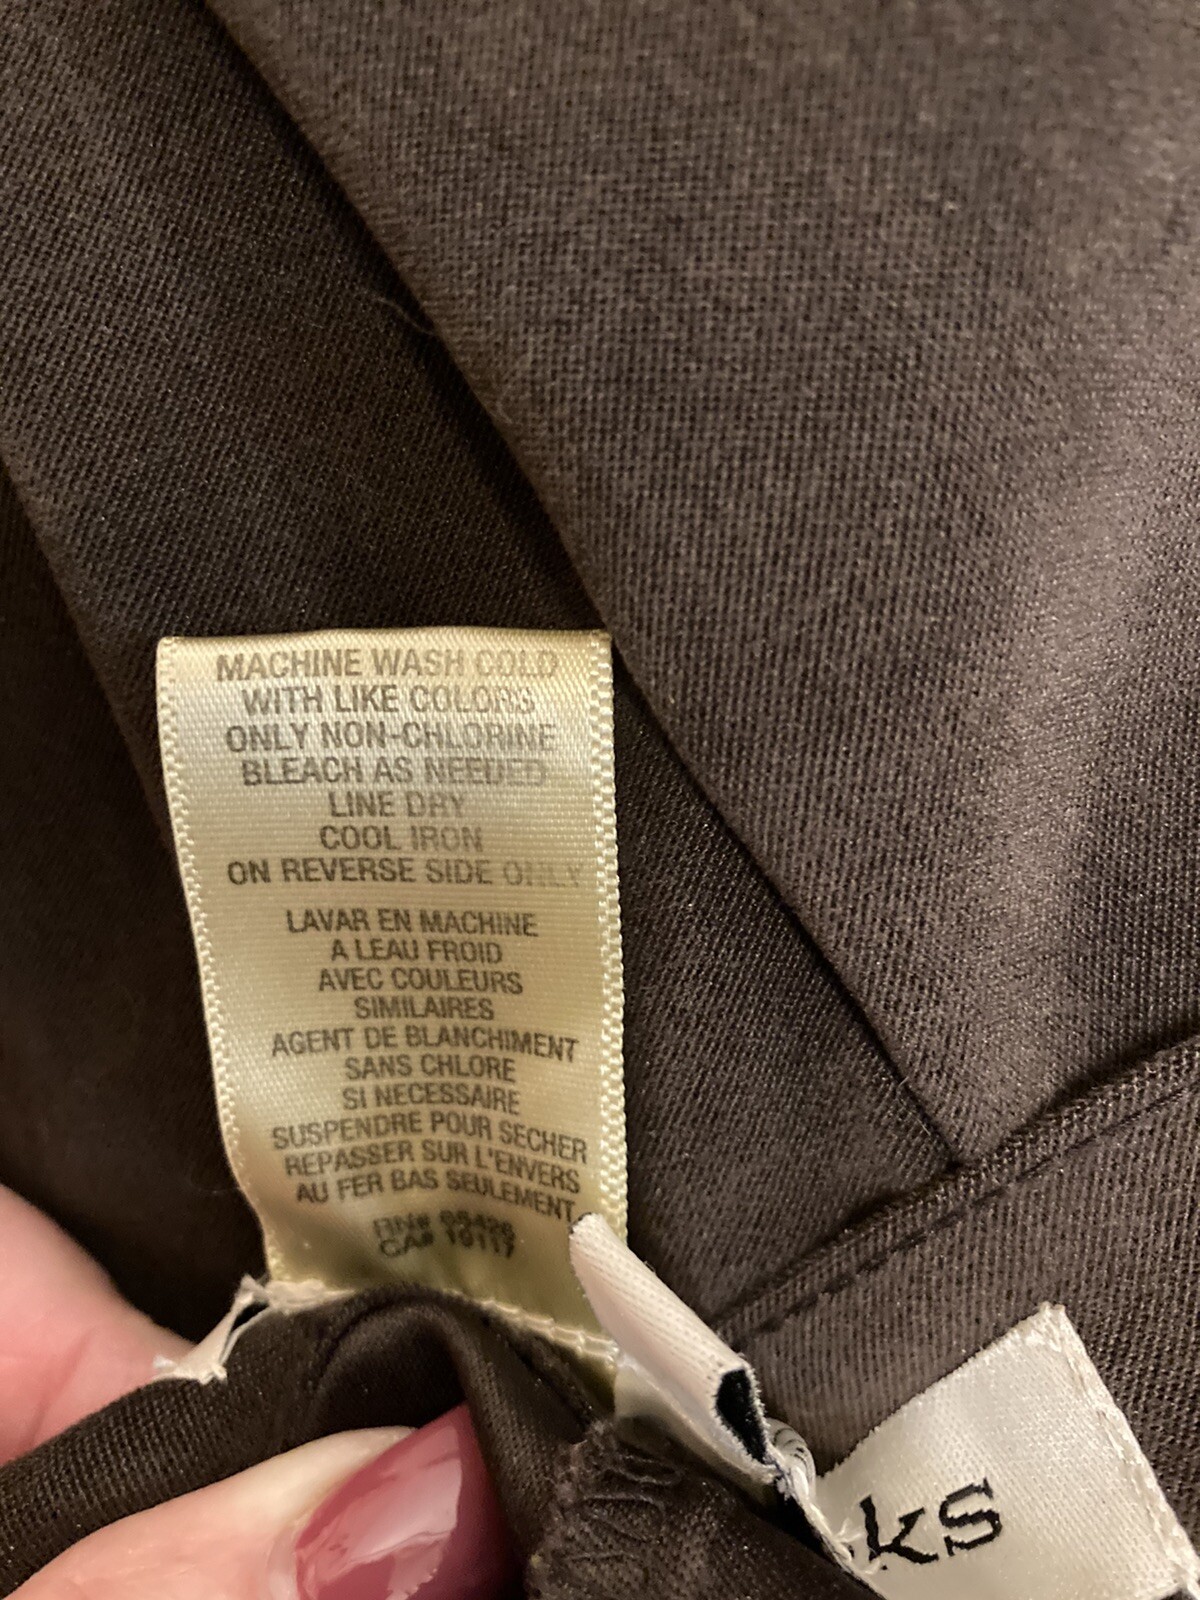 MACHINE WASH COLD
WITH LIKE COLORS
ONLY NON-CHLORINE
BLEACH AS NEEDED
LINE DRY
COOL IRON
ON REVERSE SIDE ONLY
LAVAR EN MACHINE
A LEAU FROID
AVEC COULEURS
SIMILAIRES
AGENT DE BLANCHIMENT
SANS CHLORE
SI NECESSAIRE
SUSPENDRE POUR SECHER
REPASSER SUR L'ENVERS
AU FER BAS SEULEMENT
RN#
CA# 10117
ks